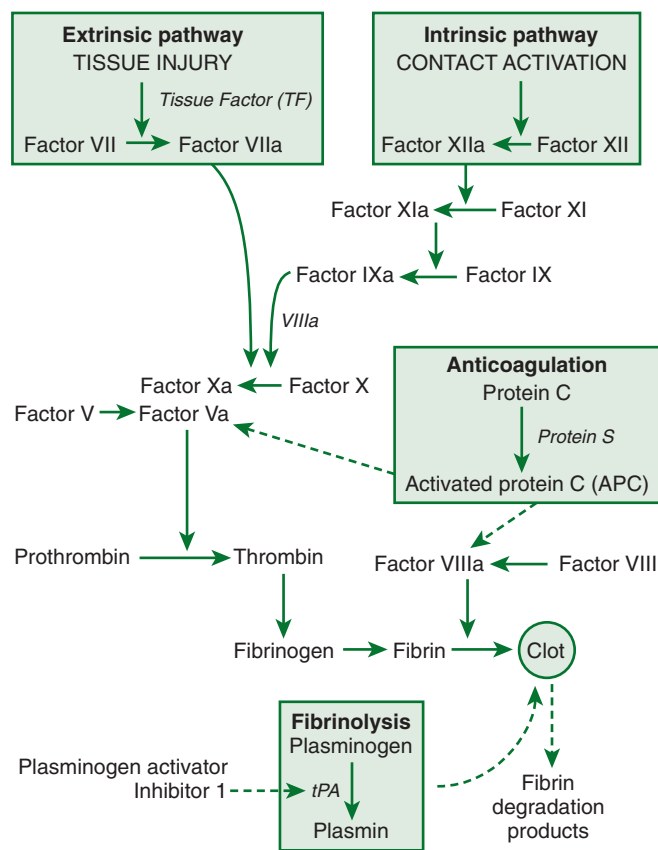 Extrinsic pathway
TISSUE INJURY
Tissue Factor (TF)
Factor VII
Factor VIIa
Intrinsic pathway
CONTACT ACTIVATION
Factor XIIa
Factor XII
Factor XIa
Factor XI
Factor IXa
Factor IX
VIIIa
Factor Xa
Factor X
Factor V
Factor Va
Anticoagulation
Protein C
Protein S
Activated protein C (APC)
Prothrombin
Thrombin
Factor VIIIa
Factor VIII
Fibrinogen
Fibrin
Clot
Fibrinolysis
Plasminogen
tPA
Plasmin
Plasminogen activator
Inhibitor 1
Fibrin
degradation
products